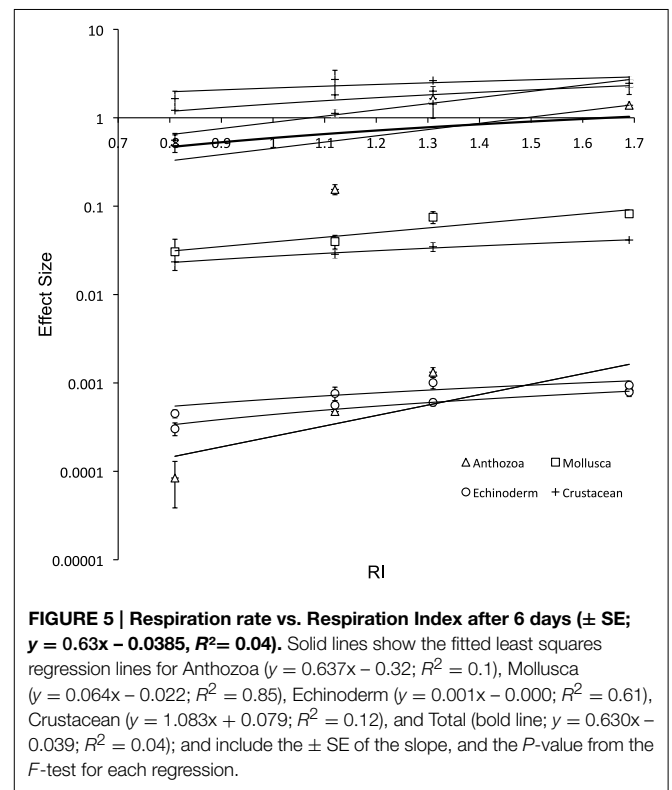 10
1
0.7 0.8 0.9 1 1.1 1.2 1.3 1.4 1.5 1.6 1.7
0.1
0.01
0.001
0.0001
0.00001
Effect Size
△ Anthozoa □ Mollusca
○ Echinoderm + Crustacean
RI
FIGURE 5 | Respiration rate vs. Respiration Index after 6 days (± SE;
y = 0.63x – 0.0385, R²= 0.04). Solid lines show the fitted least squares
regression lines for Anthozoa (y = 0.637x – 0.32; R² = 0.1), Mollusca
(y = 0.064x – 0.022; R² = 0.85), Echinoderm (y = 0.001x – 0.000; R² = 0.61),
Crustacean (y = 1.083x + 0.079; R² = 0.12), and Total (bold line; y = 0.630x –
0.039; R² = 0.04); and include the ± SE of the slope, and the P-value from the
F-test for each regression.